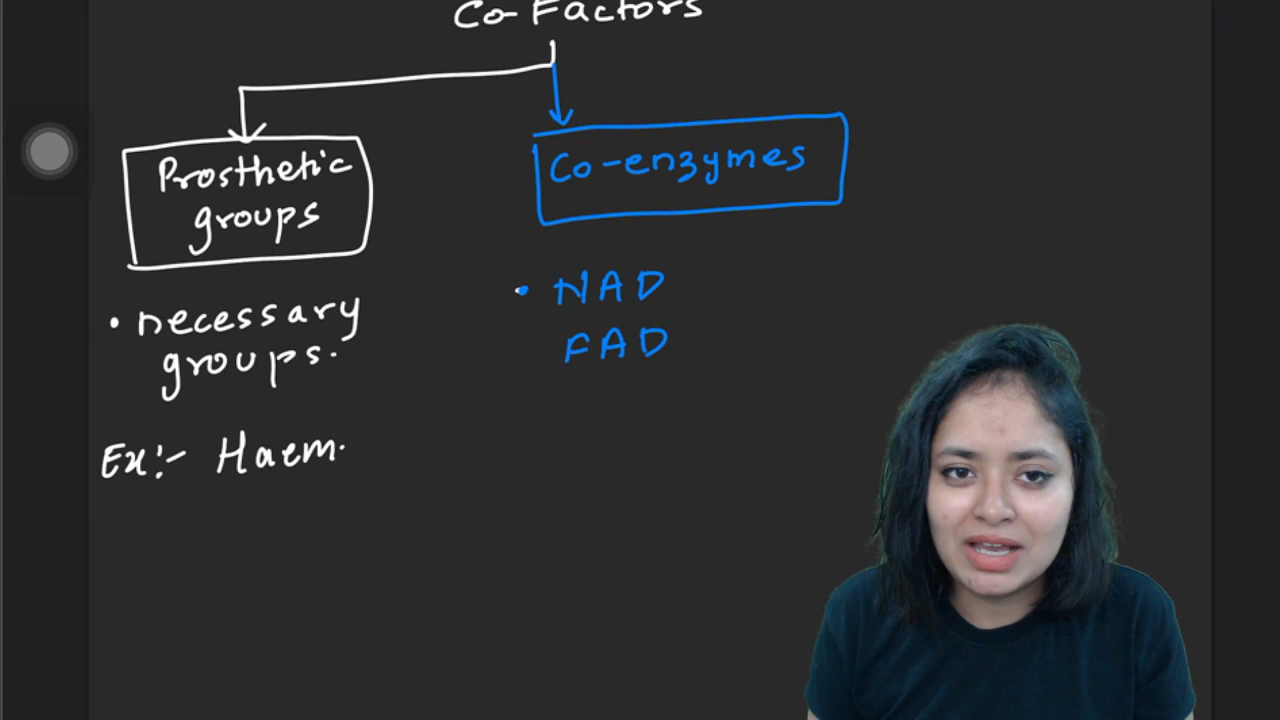 Co-Factors
Prosthetic
groups
Co-enzymes
• necessary
groups.
Ex:- Haem.
• NAD
FAD